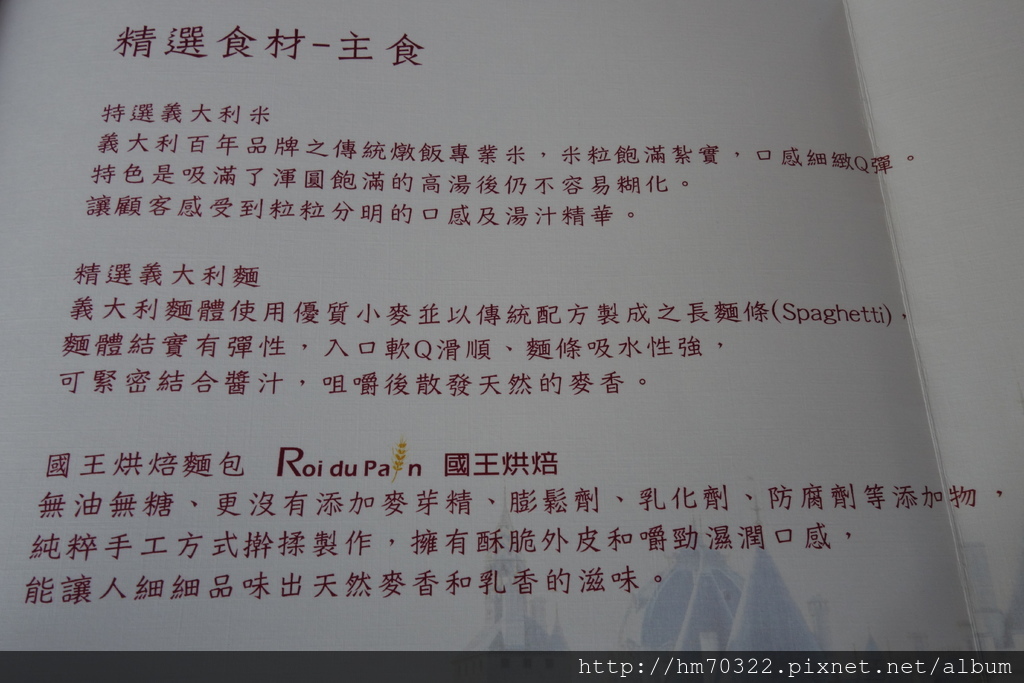 精選食材-主食
特選義大利米
義大利百年品牌之傳統燉飯專業米，米粒飽滿紮實，口感細緻Q彈。
特色是吸滿了渾圓飽滿的高湯後仍不容易糊化。
讓顧客感受到粒粒分明的口感及湯汁精華。
精選義大利麵
義大利麵體使用優質小麥並以傳統配方製成之長麵條(Spaghetti)，
麵體結實有彈性，入口軟Q滑順、麵條吸水性強，
可緊密結合醬汁，咀嚼後散發天然的麥香。
國王烘焙麵包 Roi du Pain 國王烘焙
無油無糖、更沒有添加麥芽精、膨鬆劑、乳化劑、防腐劑等添加物，
純粹手工方式擀揉製作，擁有酥脆外皮和嚼勁濕潤口感，
能讓人細細品味出天然麥香和乳香的滋味。
http://hm70322.pixnet.net/album